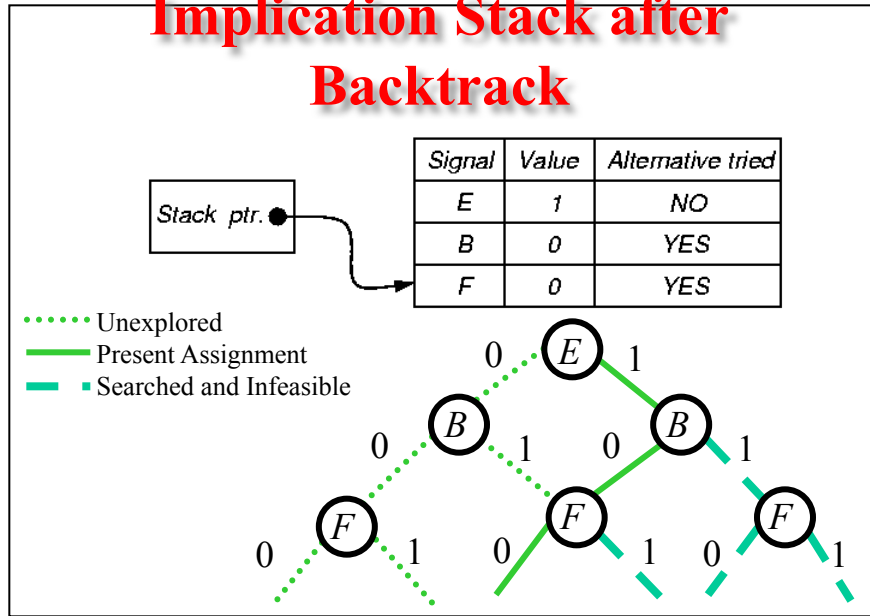 Implication Stack after
Backtrack
Signal Value Alternative tried
Stack ptr.
E 1 NO
B 0 YES
F 0 YES
Unexplored
Present Assignment
Searched and Infeasible
0 E 1
B B
0 1 0 1
F F F
0 1 0 1 0 1